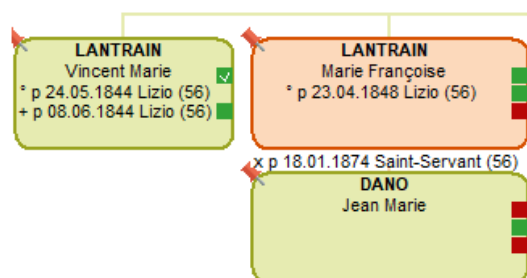 LANTRAIN
Vincent Marie
° p 24.05.1844 Lizio (56)
+ p 08.06.1844 Lizio (56)
LANTRAIN
Marie Françoise
° p 23.04.1848 Lizio (56)
x p 18.01.1874 Saint-Servant (56)
DANO
Jean Marie